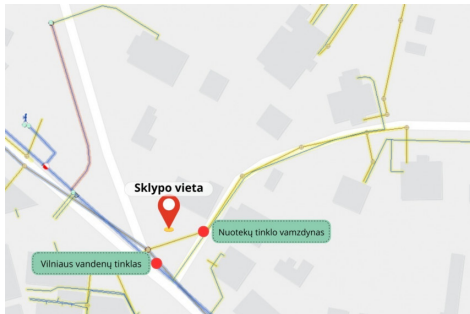 Sklypo vieta
Nuotekų tinklo vamzdynas
Vilniaus vandenų tinklas